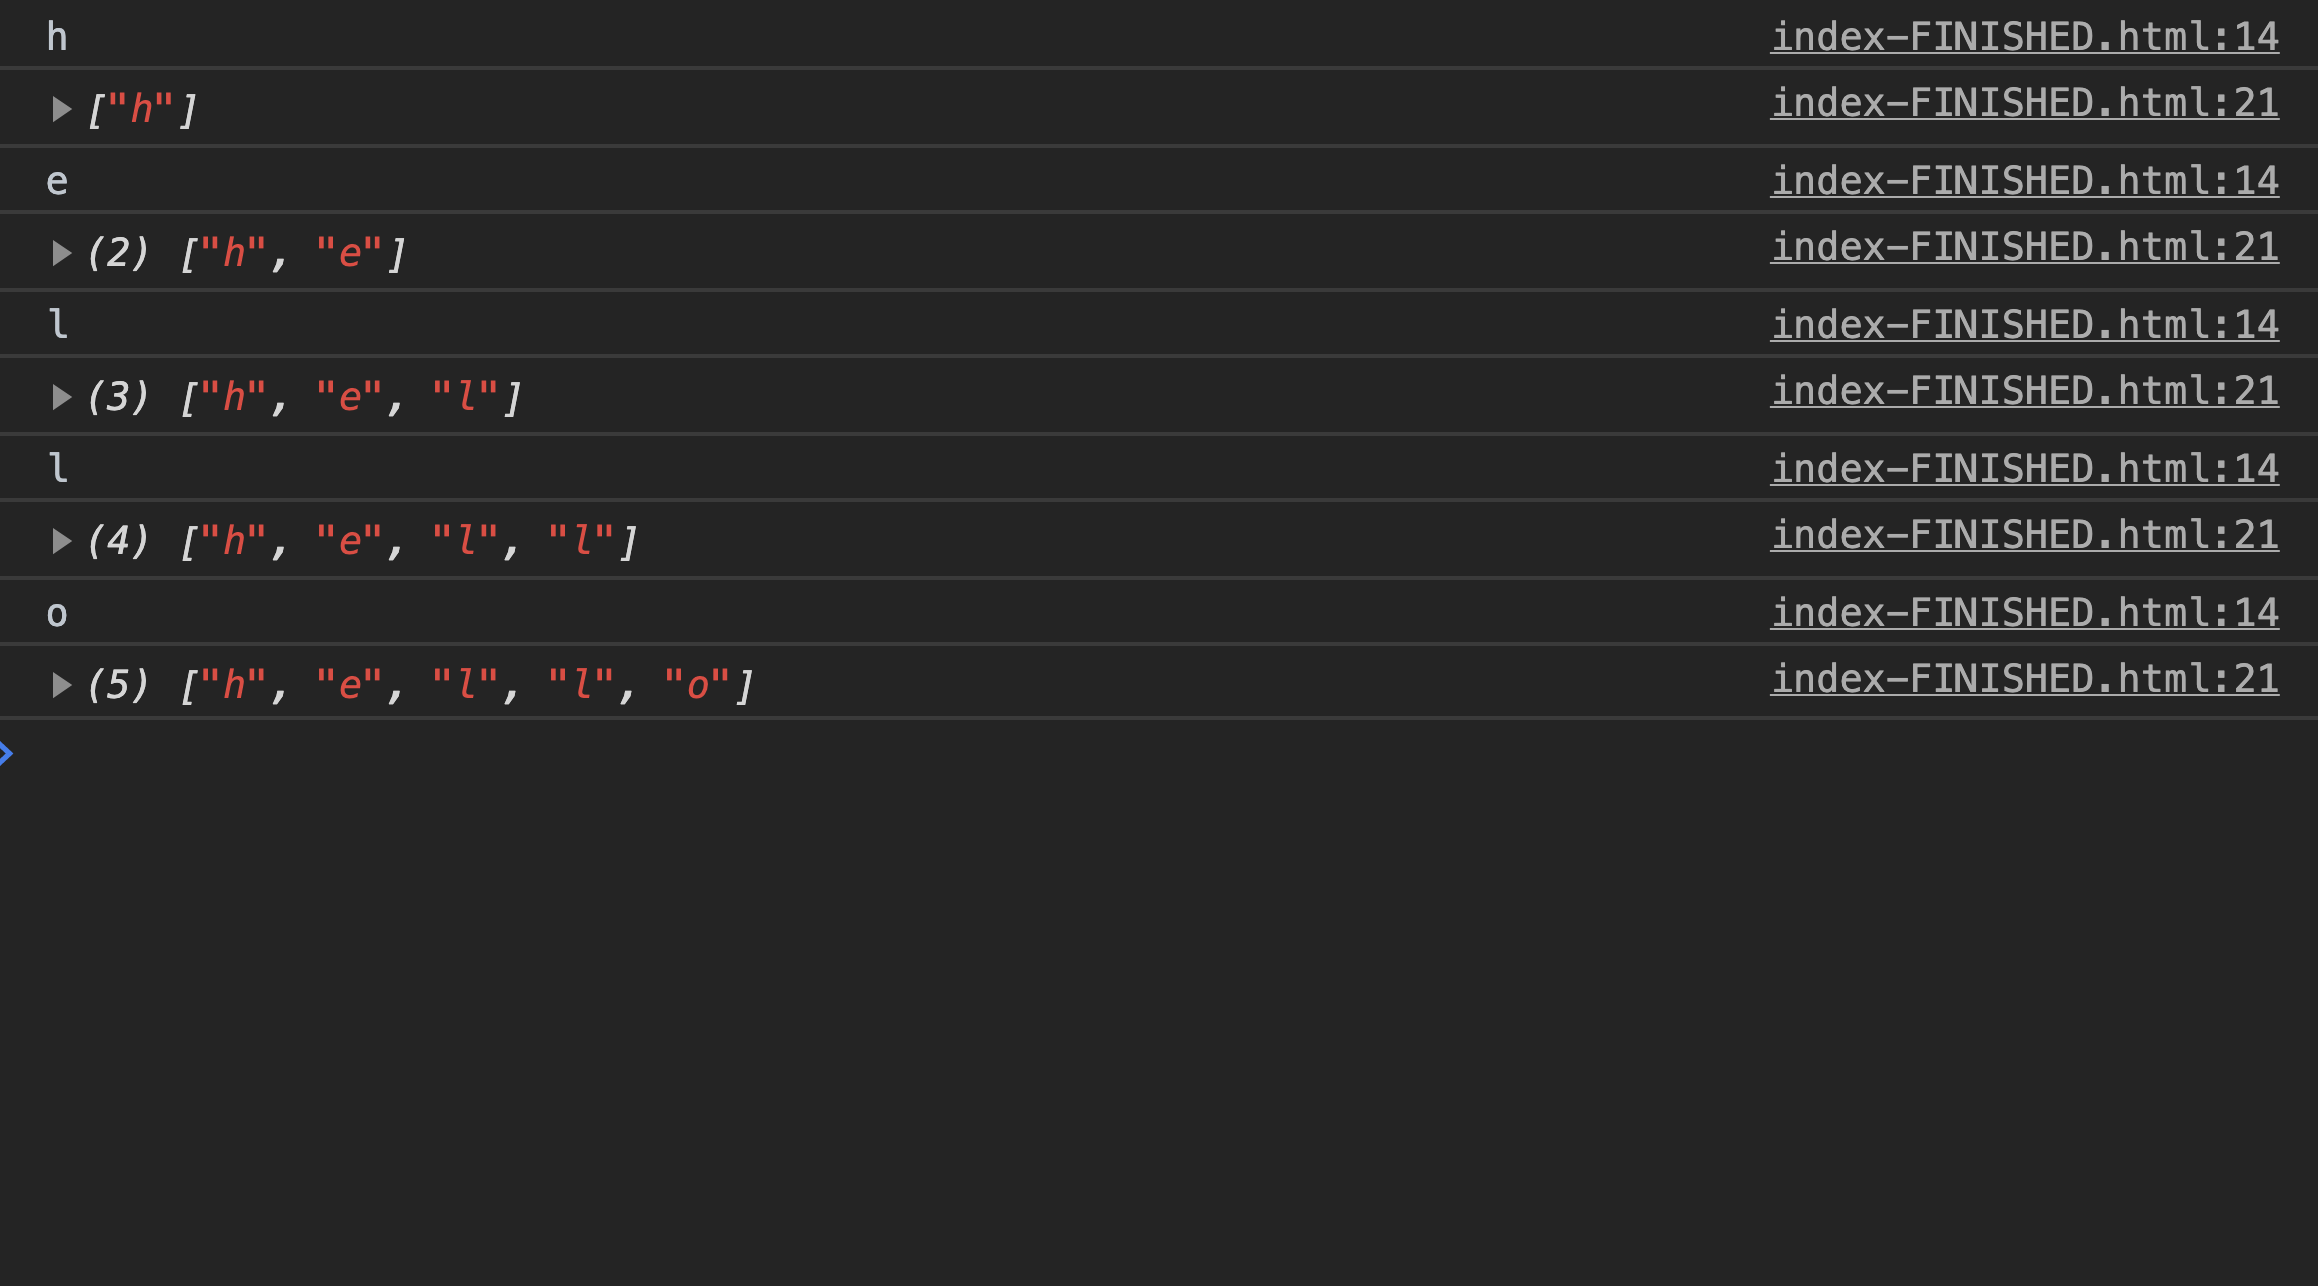 h index-FINISHED.html:14
["h"] index-FINISHED.html:21
e index-FINISHED.html:14
(2) ["h", "e"] index-FINISHED.html:21
l index-FINISHED.html:14
(3) ["h", "e", "l"] index-FINISHED.html:21
l index-FINISHED.html:14
(4) ["h", "e", "l", "l"] index-FINISHED.html:21
o index-FINISHED.html:14
(5) ["h", "e", "l", "l", "o"] index-FINISHED.html:21